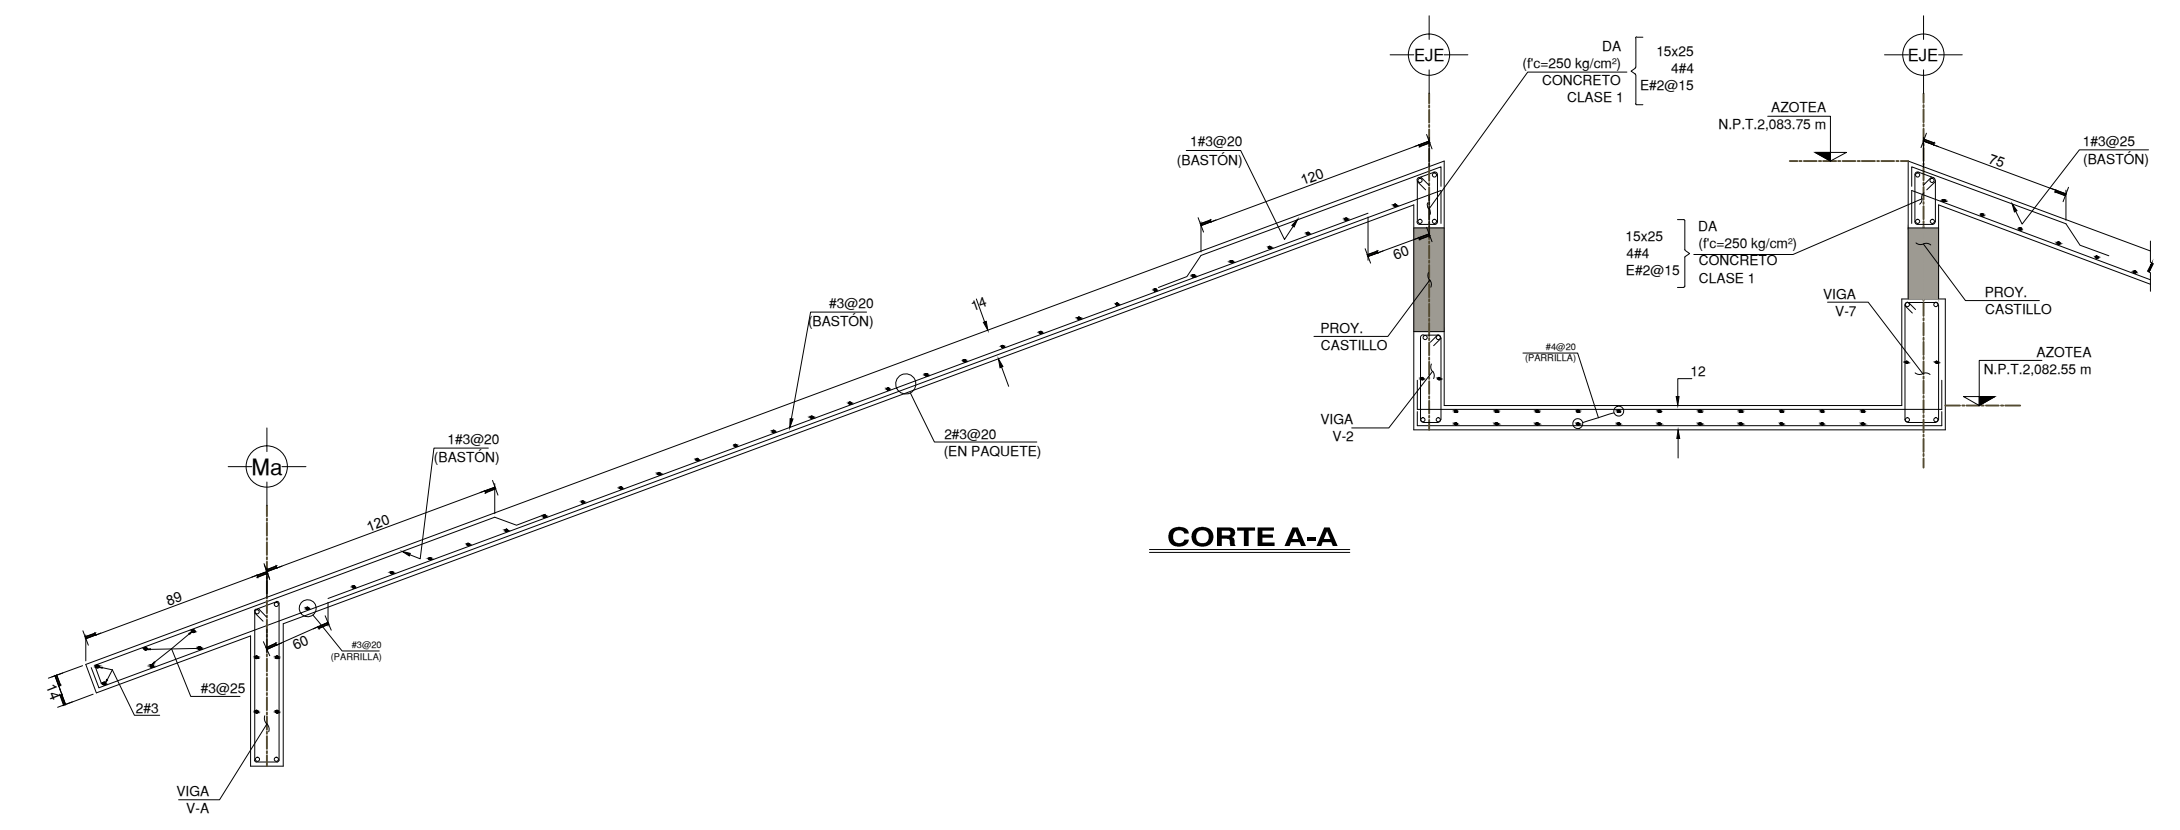 EJE
DA
(f'c=250 kg/cm²)
CONCRETO
CLASE 1
15x25
4#4
E#2@15
EJE
AZOTEA
N.P.T.2,083.75 m
1#3@20
(BASTÓN)
120
75
1#3@25
(BASTÓN)
60
15x25
4#4
E#2@15
DA
(f'c=250 kg/cm²)
CONCRETO
CLASE 1
#3@20
(BASTÓN)
14
PROY.
CASTILLO
VIGA
V-7
PROY.
CASTILLO
#4@20
(PARRILLA)
12
AZOTEA
N.P.T.2,082.55 m
VIGA
V-2
2#3@20
(EN PAQUETE)
1#3@20
(BASTÓN)
Ma
120
CORTE A-A
89
60
#3@20
(PARRILLA)
14
#3@25
2#3
VIGA
V-A